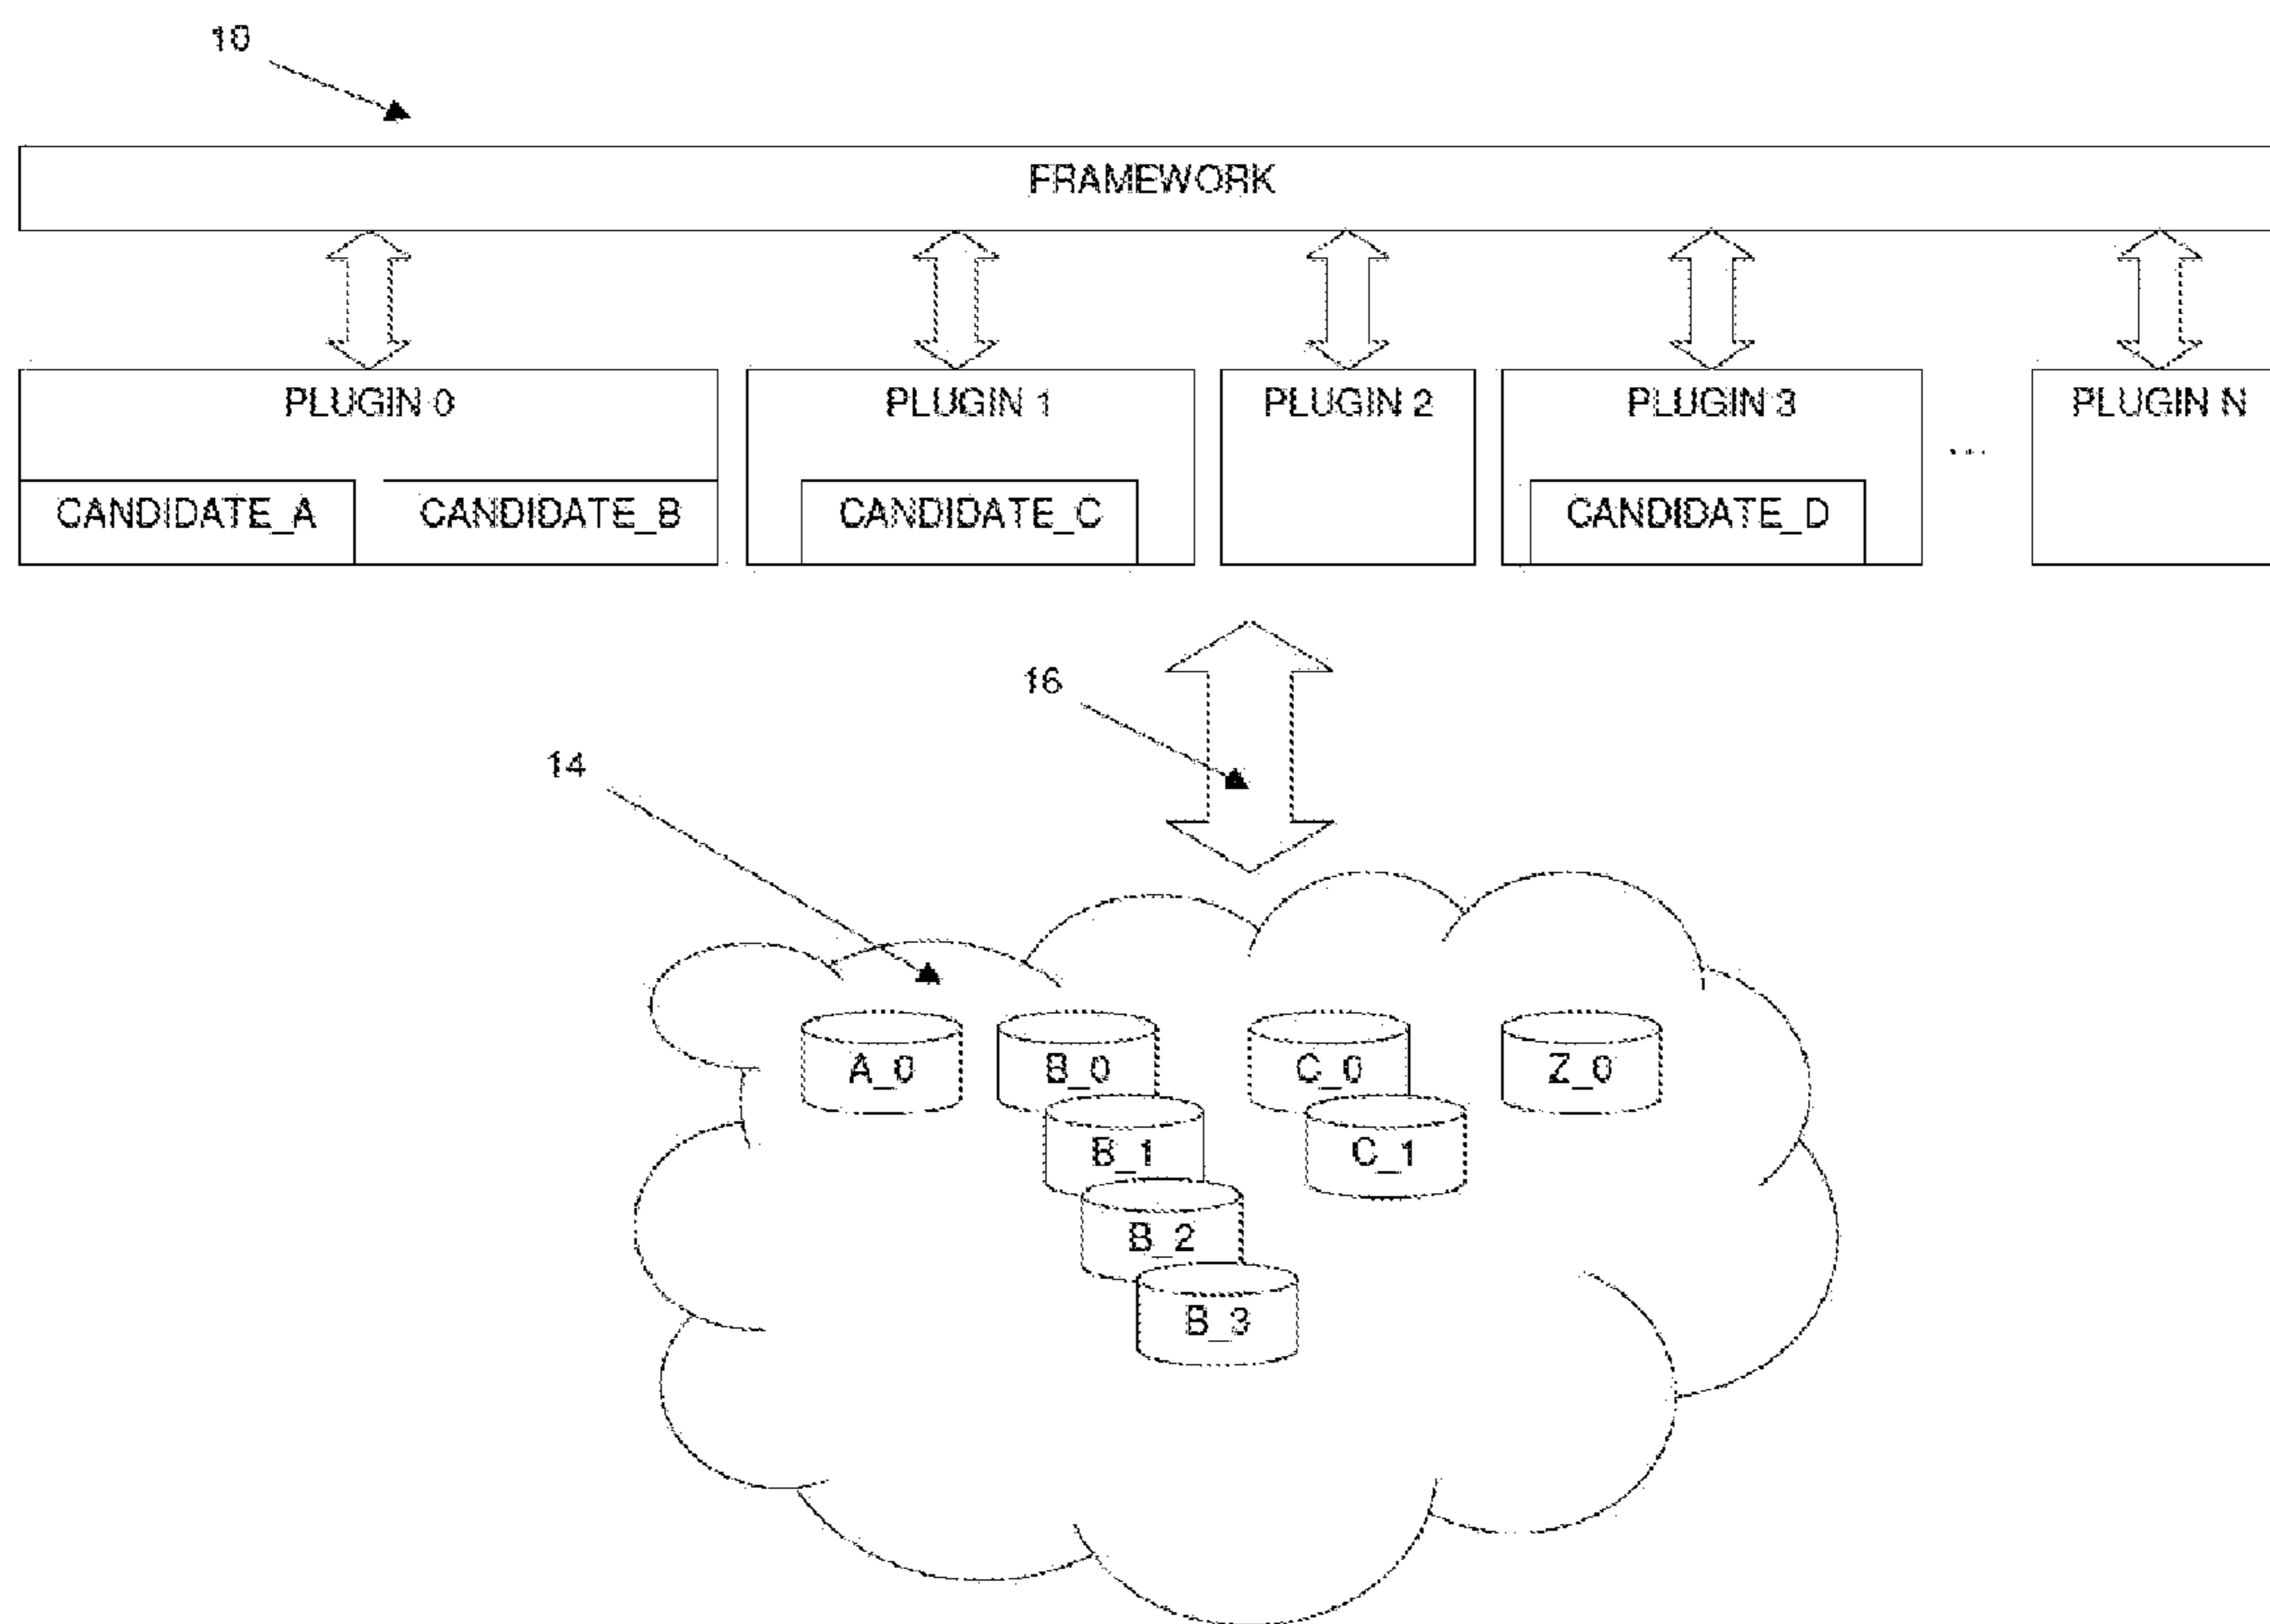 10
FRAMEWORK
PLUGIN 0
PLUGIN 1
PLUGIN 2
PLUGIN 3
PLUGIN N
...
CANDIDATE_A
CANDIDATE_B
CANDIDATE_C
CANDIDATE_D
16
14
A_0
B_0
C_0
Z_0
B_1
C_1
B_2
B_3